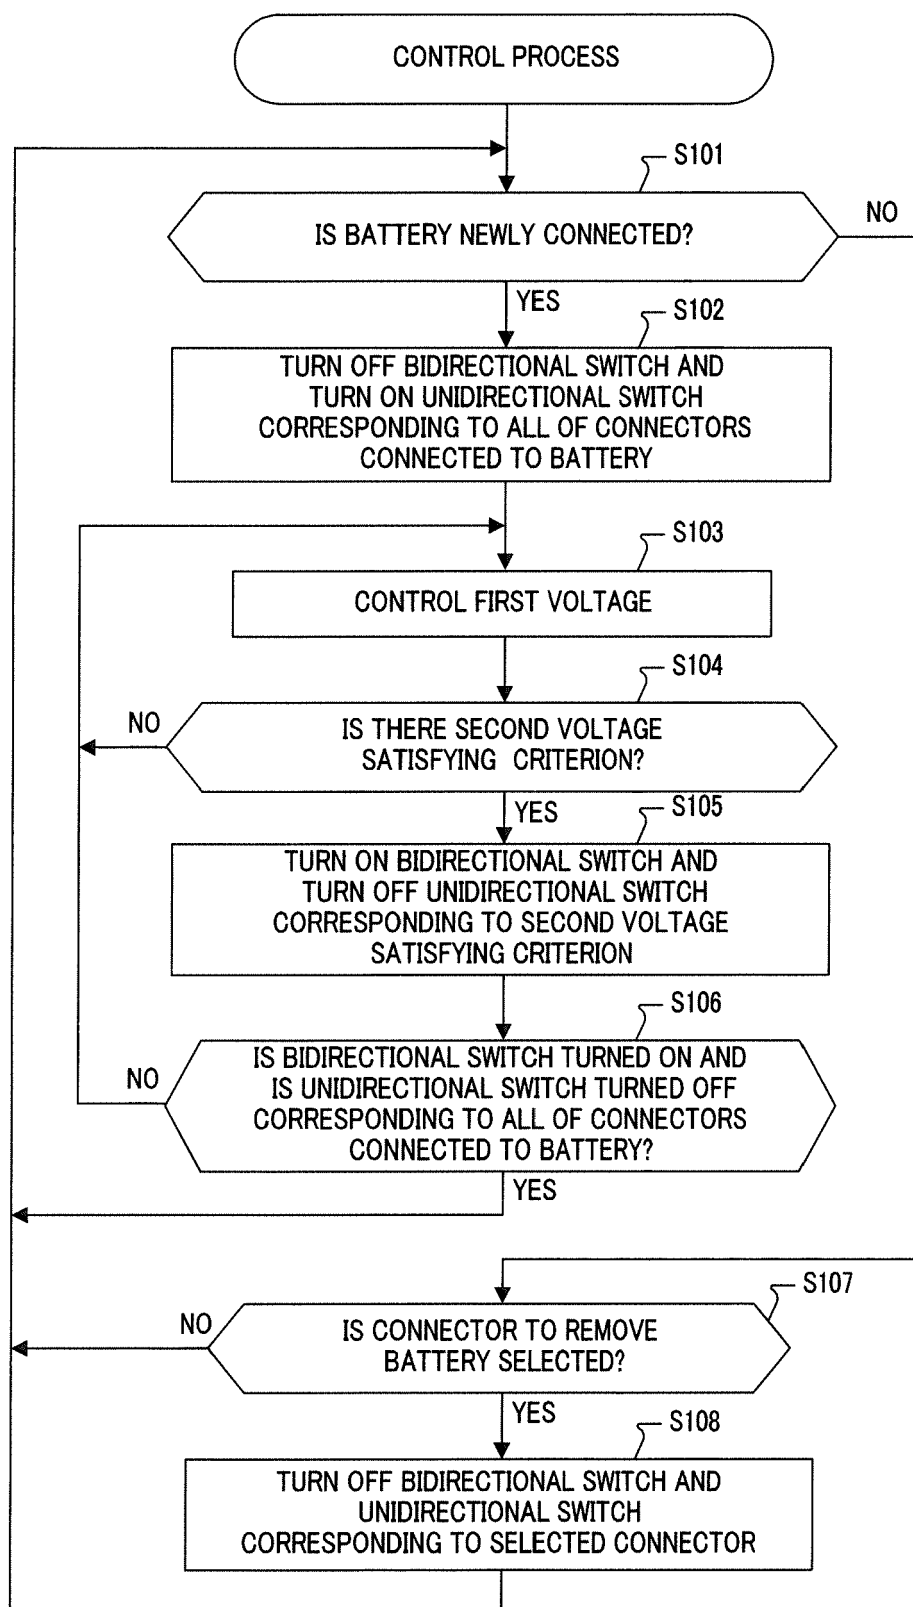 CONTROL PROCESS
S101
IS BATTERY NEWLY CONNECTED?
NO
YES
S102
TURN OFF BIDIRECTIONAL SWITCH AND
TURN ON UNIDIRECTIONAL SWITCH
CORRESPONDING TO ALL OF CONNECTORS
CONNECTED TO BATTERY
S103
CONTROL FIRST VOLTAGE
S104
NO
IS THERE SECOND VOLTAGE
SATISFYING CRITERION?
YES
S105
TURN ON BIDIRECTIONAL SWITCH AND
TURN OFF UNIDIRECTIONAL SWITCH
CORRESPONDING TO SECOND VOLTAGE
SATISFYING CRITERION
S106
NO
IS BIDIRECTIONAL SWITCH TURNED ON AND
IS UNIDIRECTIONAL SWITCH TURNED OFF
CORRESPONDING TO ALL OF CONNECTORS
CONNECTED TO BATTERY?
YES
S107
NO
IS CONNECTOR TO REMOVE
BATTERY SELECTED?
YES
S108
TURN OFF BIDIRECTIONAL SWITCH AND
UNIDIRECTIONAL SWITCH
CORRESPONDING TO SELECTED CONNECTOR